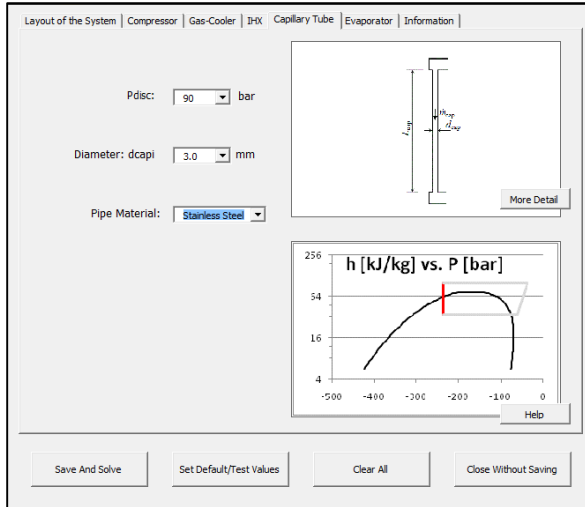 Layout of the System Compressor Gas-Cooler IHX Capillary Tube Evaporator Information
Pdisc: 90 bar
Diameter: dcapi 3.0 mm
Pipe Material: Stainless Steel
More Detail
h [kJ/kg] vs. P [bar]
256
54
16
4
-500 -400 -300 -200 -100 0
Help
Save And Solve Set Default/Test Values Clear All Close Without Saving